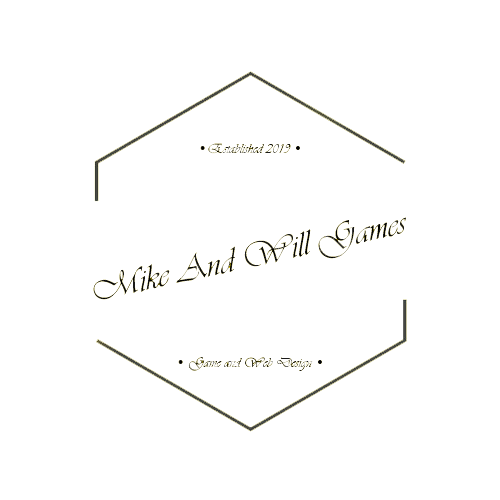 • Established 2019 •
Mike And Will Games
• Game and Web Design •